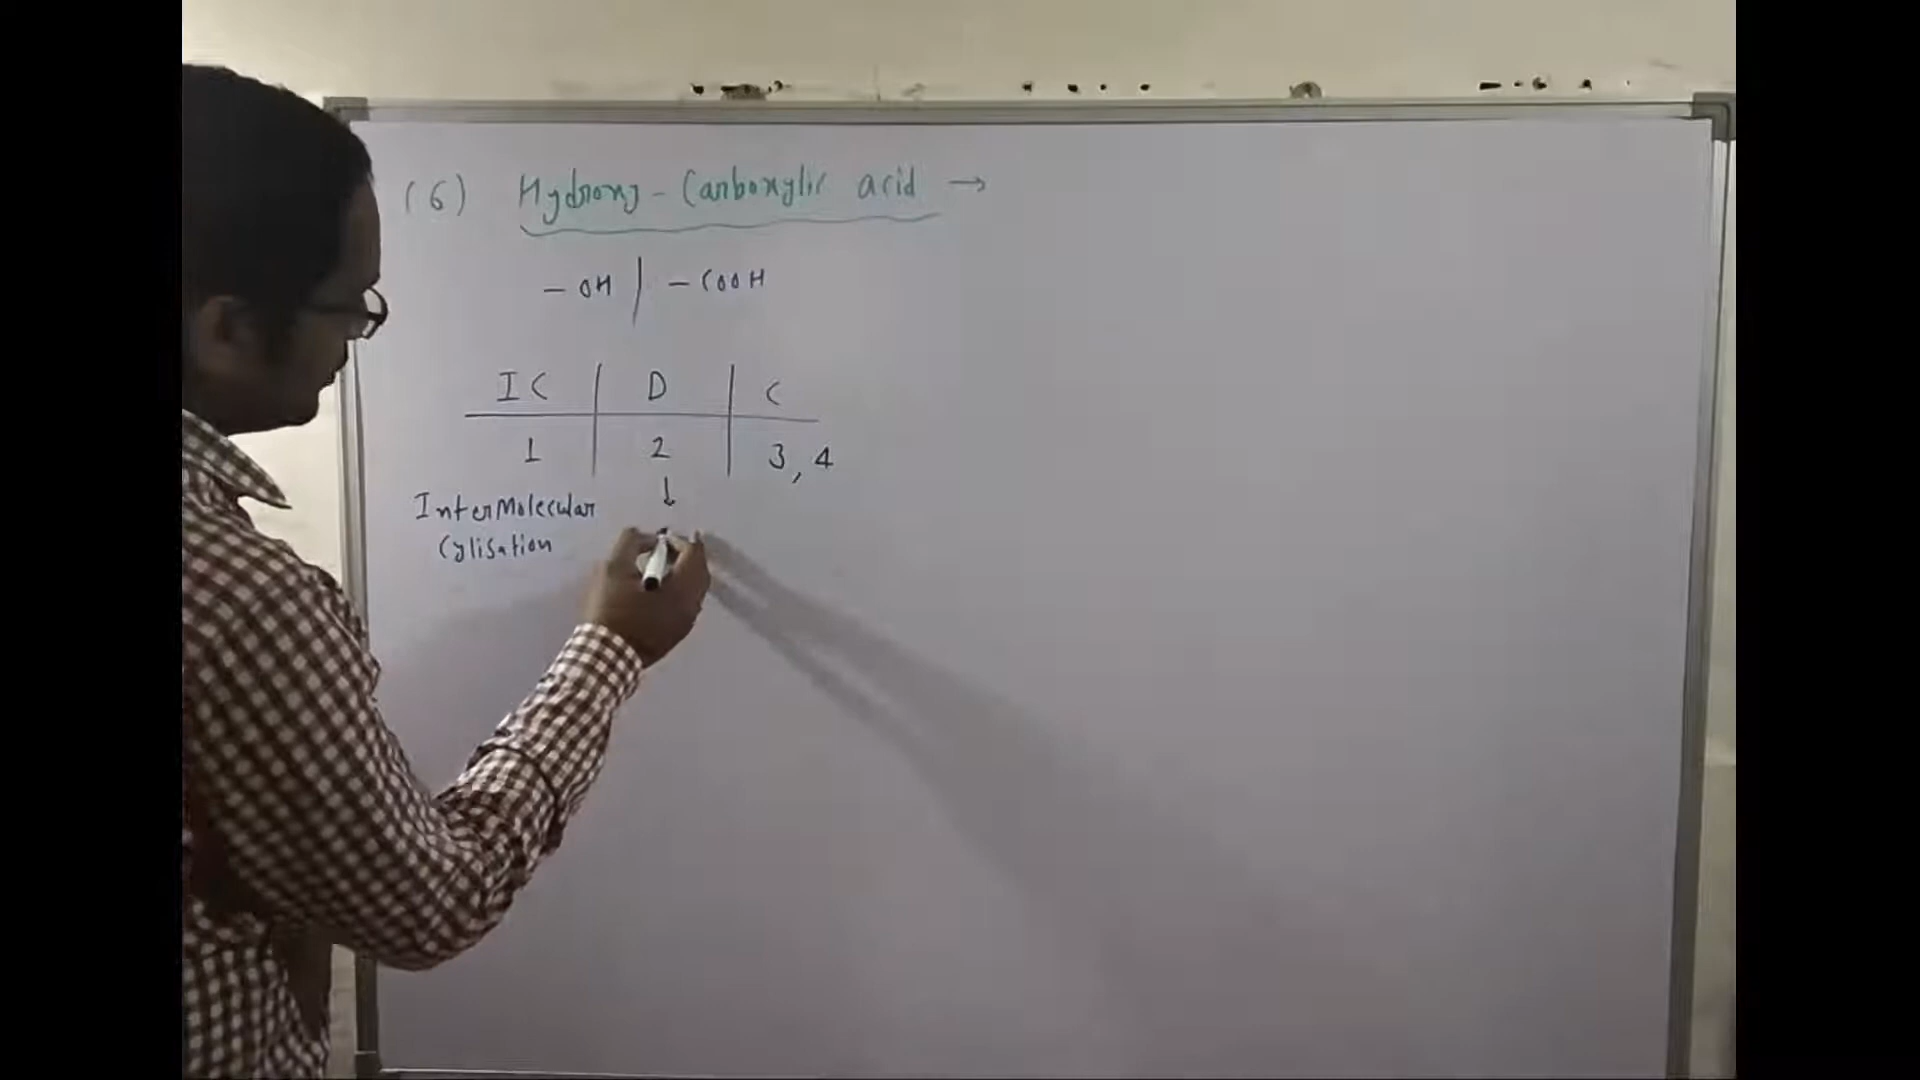 (6) Hydroxy - Carboxylic acid →
- OH | - COOH
IC | D | C
1 | 2 | 3, 4
↓
InterMolecular
Cylisation